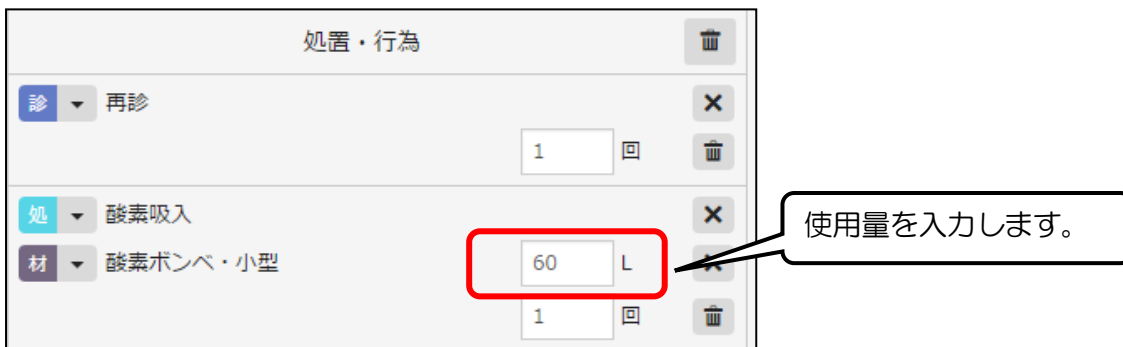 処置・行為
診 再診
1 回
処 酸素吸入
使用量を入力します。
材 酸素ボンベ・小型 60 L
1 回